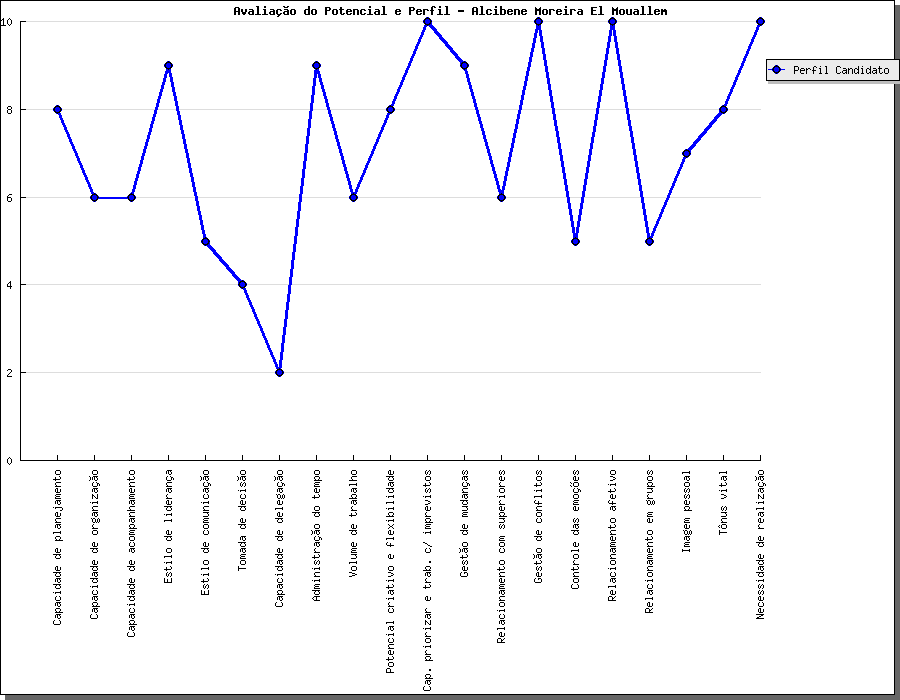 Avaliação do Potencial e Perfil - Alcibene Moreira El Mouallem
Perfil Candidato
10
8
6
4
2
0
Capacidade de planejamento
Capacidade de organização
Capacidade de acompanhamento
Estilo de liderança
Estilo de comunicação
Tomada de decisão
Capacidade de delegação
Administração do tempo
Volume de trabalho
Potencial criativo e flexibilidade
Cap. priorizar e trab. c/ imprevistos
Gestão de mudanças
Relacionamento com superiores
Gestão de conflitos
Controle das emoções
Relacionamento afetivo
Relacionamento em grupos
Imagem pessoal
Tônus vital
Necessidade de realização